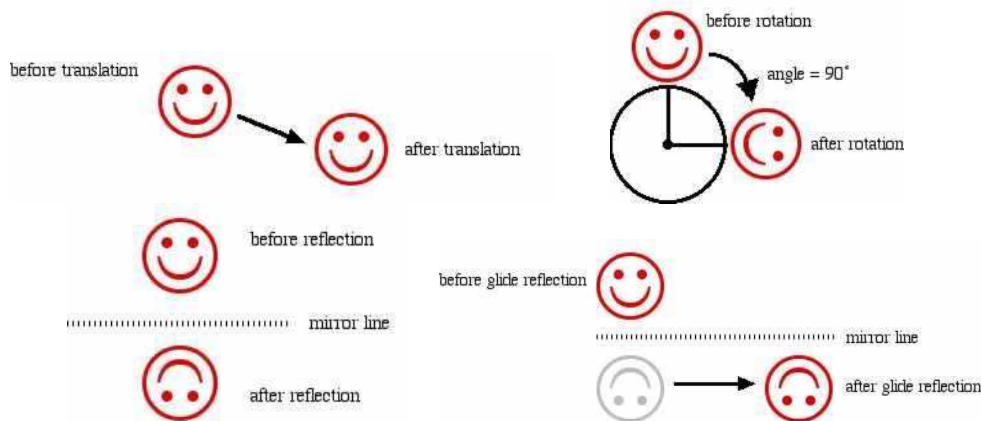 before translation
after translation
before rotation
angle = 90°
after rotation
before reflection
mirror line
after reflection
before glide reflection
mirror line
after glide reflection